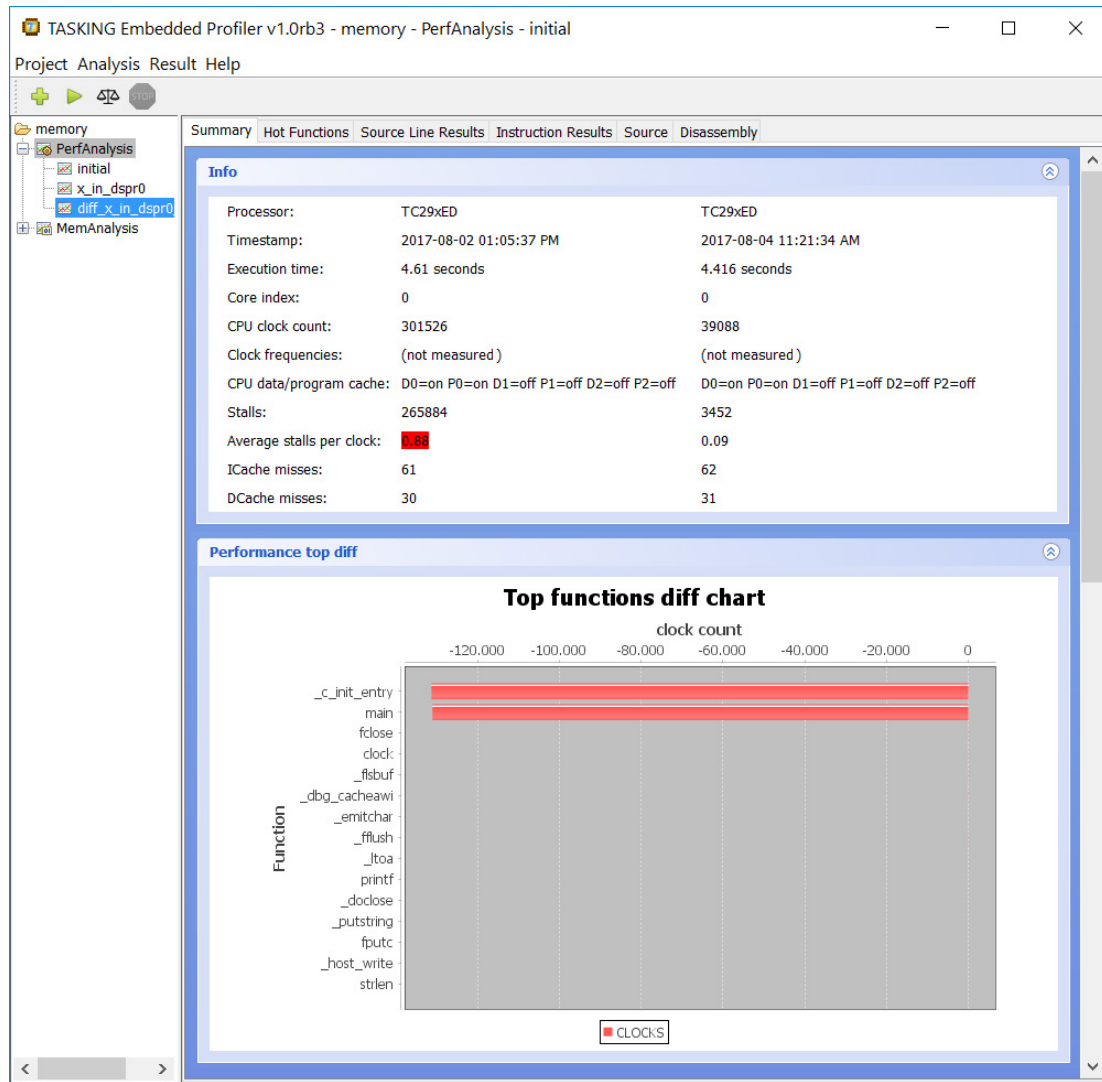 TASKING Embedded Profiler v1.0rb3 - memory - PerfAnalysis - initial
Project Analysis Result Help
STOP
memory
PerfAnalysis
initial
x_in_dspr0
diff_x_in_dspr0
MemAnalysis
Summary Hot Functions Source Line Results Instruction Results Source Disassembly
Info
Processor: TC29xED TC29xED
Timestamp: 2017-08-02 01:05:37 PM 2017-08-04 11:21:34 AM
Execution time: 4.61 seconds 4.416 seconds
Core index: 0 0
CPU clock count: 301526 39088
Clock frequencies: (not measured) (not measured)
CPU data/program cache: D0=on P0=on D1=off P1=off D2=off P2=off D0=on P0=on D1=off P1=off D2=off P2=off
Stalls: 265884 3452
Average stalls per clock: 0.88 0.09
ICache misses: 61 62
DCache misses: 30 31
Performance top diff
Top functions diff chart
clock count
-120.000 -100.000 -80.000 -60.000 -40.000 -20.000 0
Function
_c_init_entry
main
fclose
clock
_flsbuf
_dbg_cacheawi
_emitchar
_fflush
_ltoa
printf
_doclose
_putstring
fputc
_host_write
strlen
CLOCKS